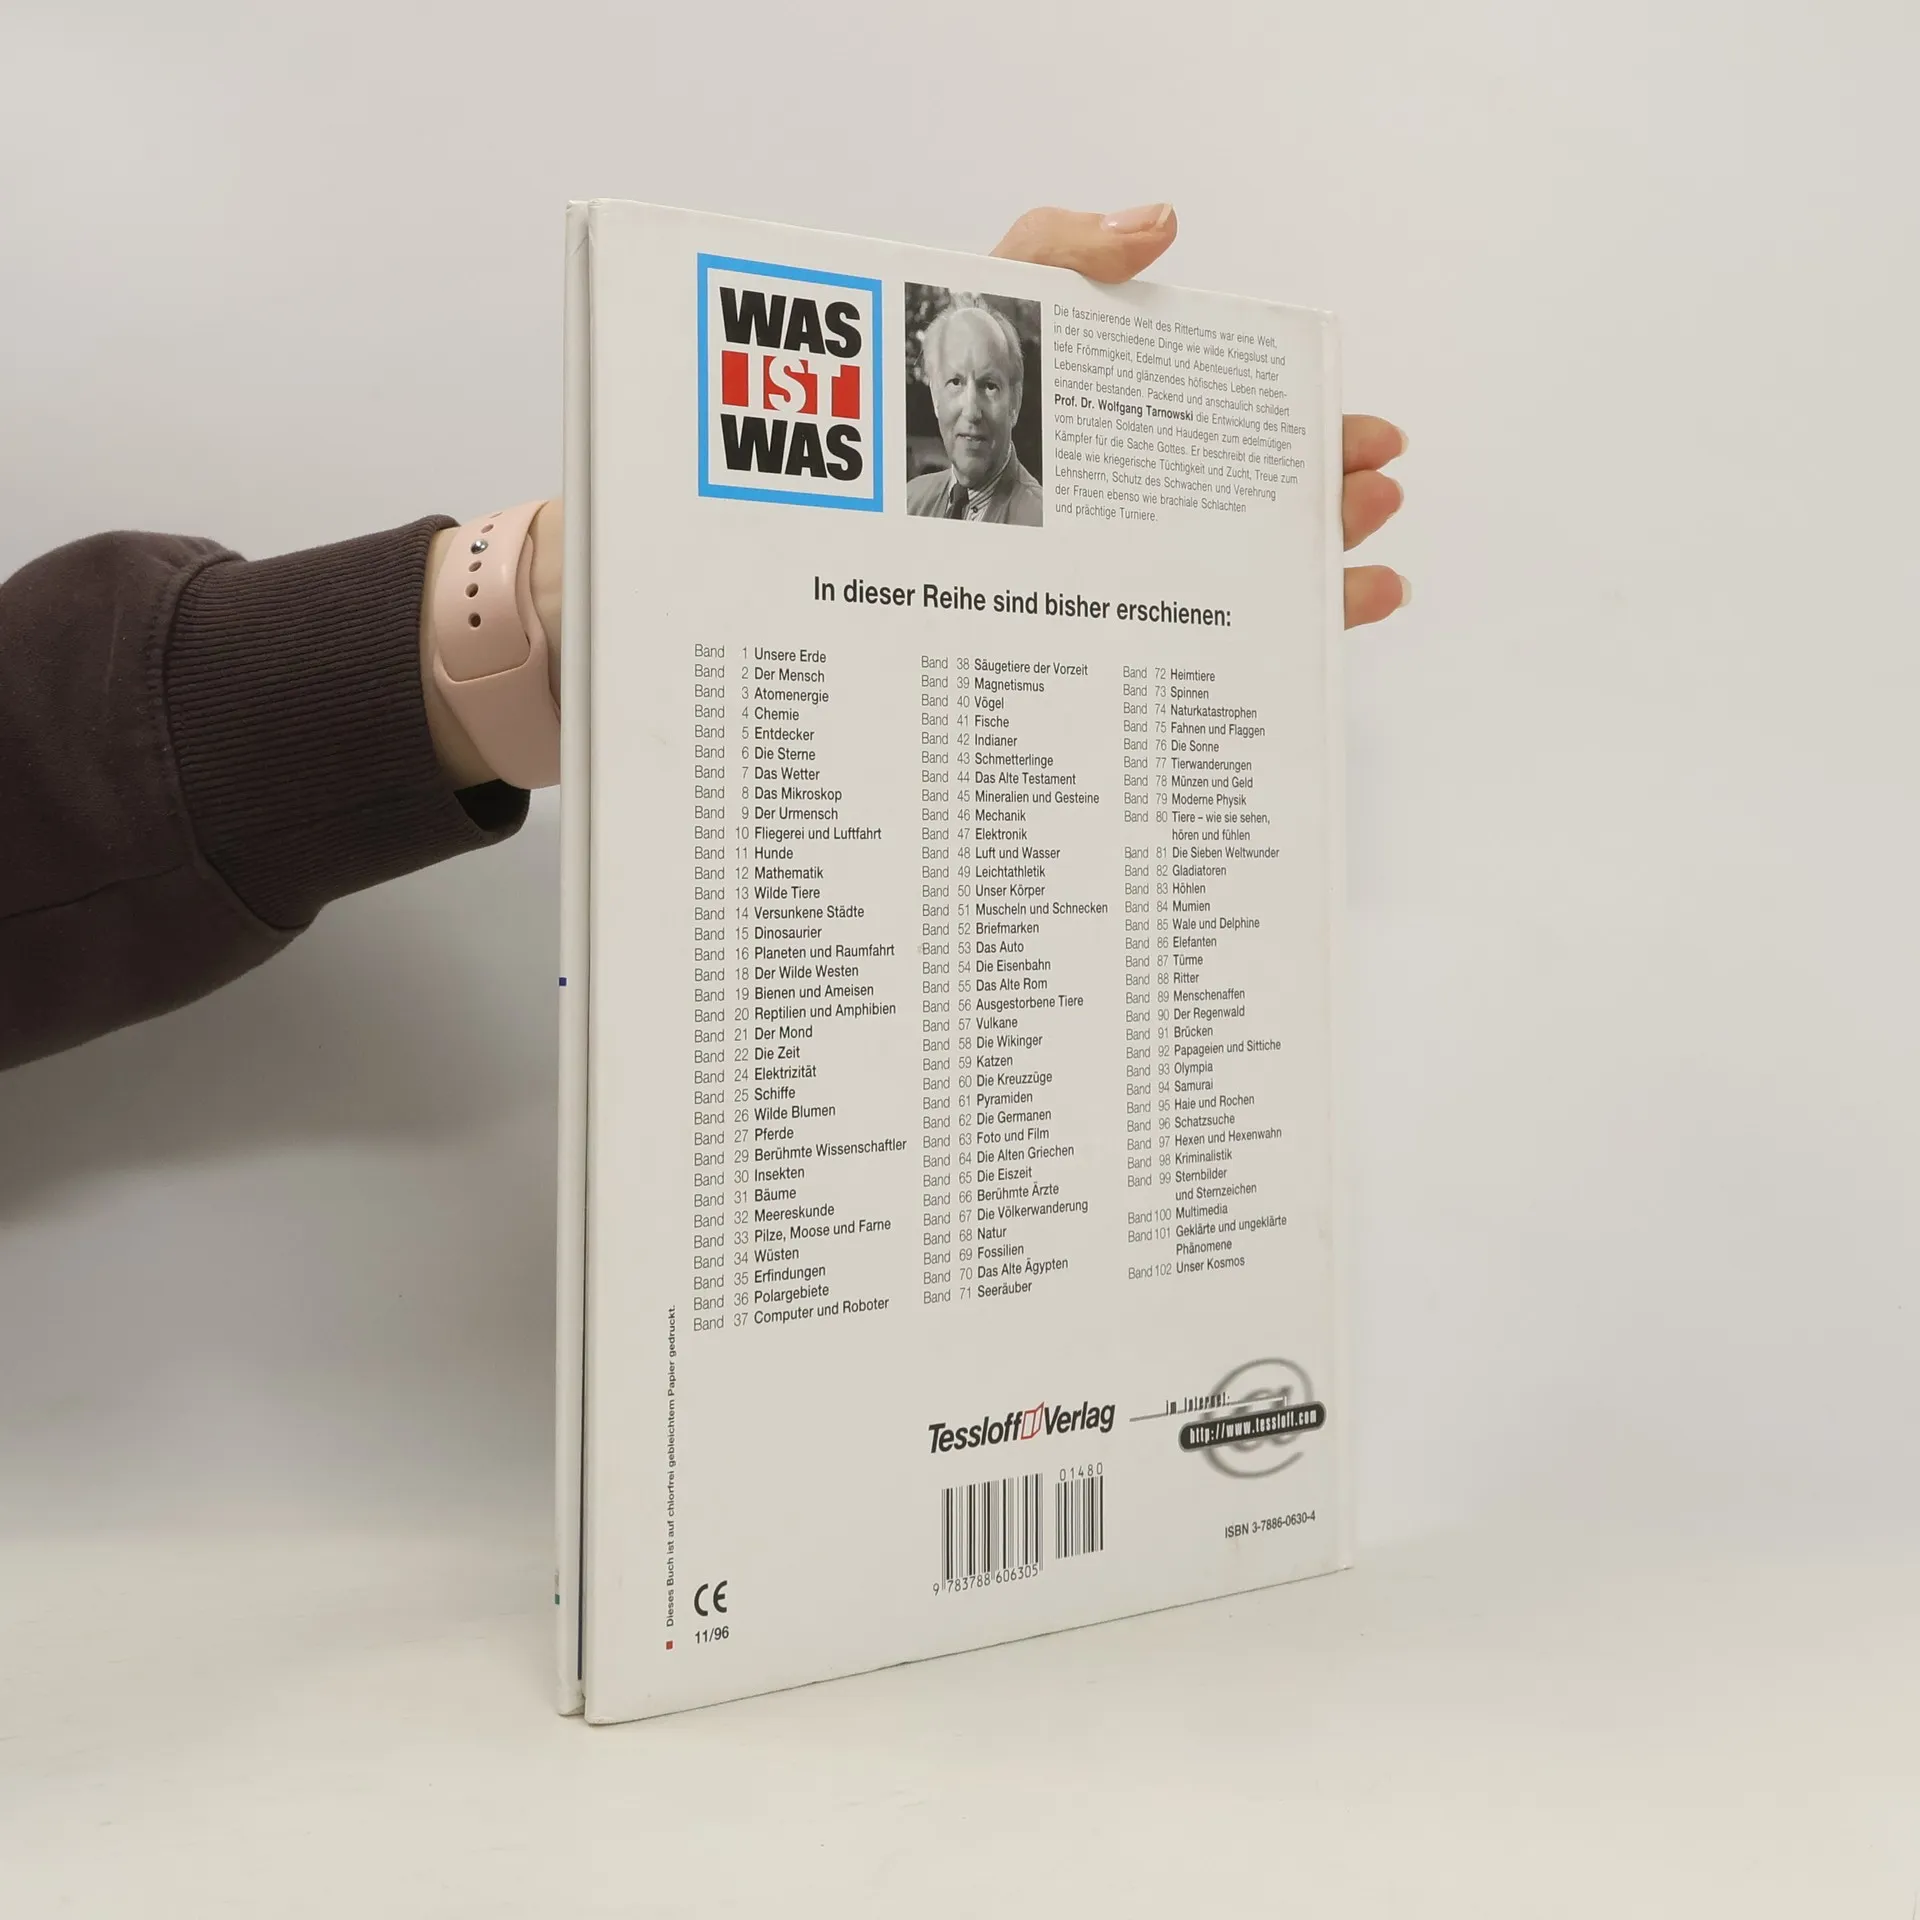 WAS
IST
WAS
Die faszinierende Welt des Rittertums war eine Welt,
in der so verschiedene Dinge wie wilde Kriegslust und
tiefe Frömmigkeit, Edelmut und Abenteuerlust, harter
Lebenskampf und glänzendes höfisches Leben neben-
einander bestanden. Packend und anschaulich schildert
Prof. Dr. Wolfgang Tarnowski die Entwicklung des Ritters
vom brutalen Soldaten und Haudegen zum edelmütigen
Kämpfer für die Sache Gottes. Er beschreibt die ritterlichen
Ideale wie kriegerische Tüchtigkeit und Zucht, Treue zum
Lehnsherrn, Schutz des Schwachen und Verehrung
der Frauen ebenso wie brachiale Schlachten
und prächtige Turniere.
In dieser Reihe sind bisher erschienen:
Band 1 Unsere Erde
Band 2 Der Mensch
Band 3 Atomenergie
Band 4 Chemie
Band 5 Entdecker
Band 6 Die Sterne
Band 7 Das Wetter
Band 8 Das Mikroskop
Band 9 Der Urmensch
Band 10 Fliegerei und Luftfahrt
Band 11 Hunde
Band 12 Mathematik
Band 13 Wilde Tiere
Band 14 Versunkene Städte
Band 15 Dinosaurier
Band 16 Planeten und Raumfahrt
Band 18 Der Wilde Westen
Band 19 Bienen und Ameisen
Band 20 Reptilien und Amphibien
Band 21 Der Mond
Band 22 Die Zeit
Band 24 Elektrizität
Band 25 Schiffe
Band 26 Wilde Blumen
Band 27 Pferde
Band 29 Berühmte Wissenschaftler
Band 30 Insekten
Band 31 Bäume
Band 32 Meereskunde
Band 33 Pilze, Moose und Farne
Band 34 Wüsten
Band 35 Erfindungen
Band 36 Polargebiete
Band 37 Computer und Roboter
Band 38 Säugetiere der Vorzeit
Band 39 Magnetismus
Band 40 Vögel
Band 41 Fische
Band 42 Indianer
Band 43 Schmetterlinge
Band 44 Das Alte Testament
Band 45 Mineralien und Gesteine
Band 46 Mechanik
Band 47 Elektronik
Band 48 Luft und Wasser
Band 49 Leichtathletik
Band 50 Unser Körper
Band 51 Muscheln und Schnecken
Band 52 Briefmarken
Band 53 Das Auto
Band 54 Die Eisenbahn
Band 55 Das Alte Rom
Band 56 Ausgestorbene Tiere
Band 57 Vulkane
Band 58 Die Wikinger
Band 59 Katzen
Band 60 Die Kreuzzüge
Band 61 Pyramiden
Band 62 Die Germanen
Band 63 Foto und Film
Band 64 Die Alten Griechen
Band 65 Die Eiszeit
Band 66 Berühmte Ärzte
Band 67 Die Völkerwanderung
Band 68 Natur
Band 69 Fossilien
Band 70 Das Alte Ägypten
Band 71 Seeräuber
Band 72 Heimtiere
Band 73 Spinnen
Band 74 Naturkatastrophen
Band 75 Fahnen und Flaggen
Band 76 Die Sonne
Band 77 Tierwanderungen
Band 78 Münzen und Geld
Band 79 Moderne Physik
Band 80 Tiere – wie sie sehen,
hören und fühlen
Band 81 Die Sieben Weltwunder
Band 82 Gladiatoren
Band 83 Höhlen
Band 84 Mumien
Band 85 Wale und Delphine
Band 86 Elefanten
Band 87 Türme
Band 88 Ritter
Band 89 Menschenaffen
Band 90 Der Regenwald
Band 91 Brücken
Band 92 Papageien und Sittiche
Band 93 Olympia
Band 94 Samurai
Band 95 Haie und Rochen
Band 96 Schatzsuche
Band 97 Hexen und Hexenwahn
Band 98 Kriminalistik
Band 99 Sternbilder
und Sternzeichen
Band 100 Multimedia
Band 101 Geklärte und ungeklärte
Phänomene
Band 102 Unser Kosmos
Dieses Buch ist auf chlorfrei gebleichtem Papier gedruckt.
Tessloff Verlag
im Internet:
http://www.tessloff.com
01480
9 783788 606305
ISBN 3-7886-0630-4
CE
11/96